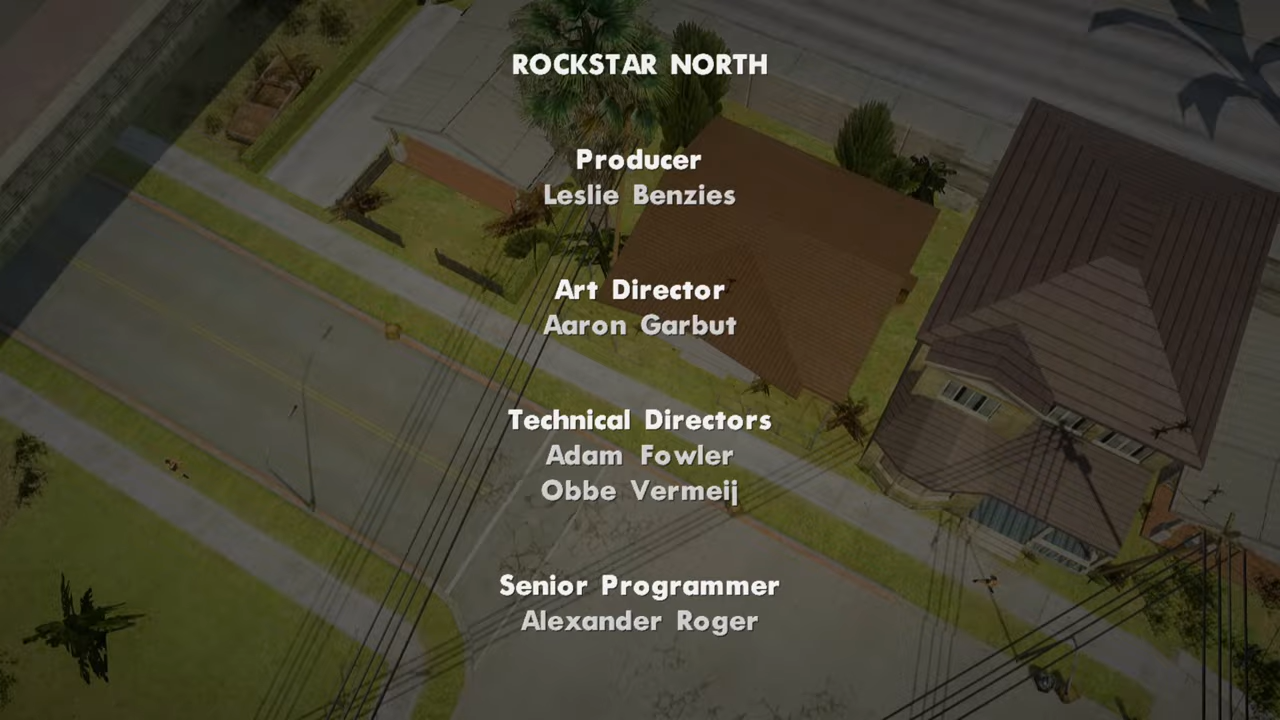 ROCKSTAR NORTH
Producer
Leslie Benzies
Art Director
Aaron Garbut
Technical Directors
Adam Fowler
Obbe Vermeij
Senior Programmer
Alexander Roger